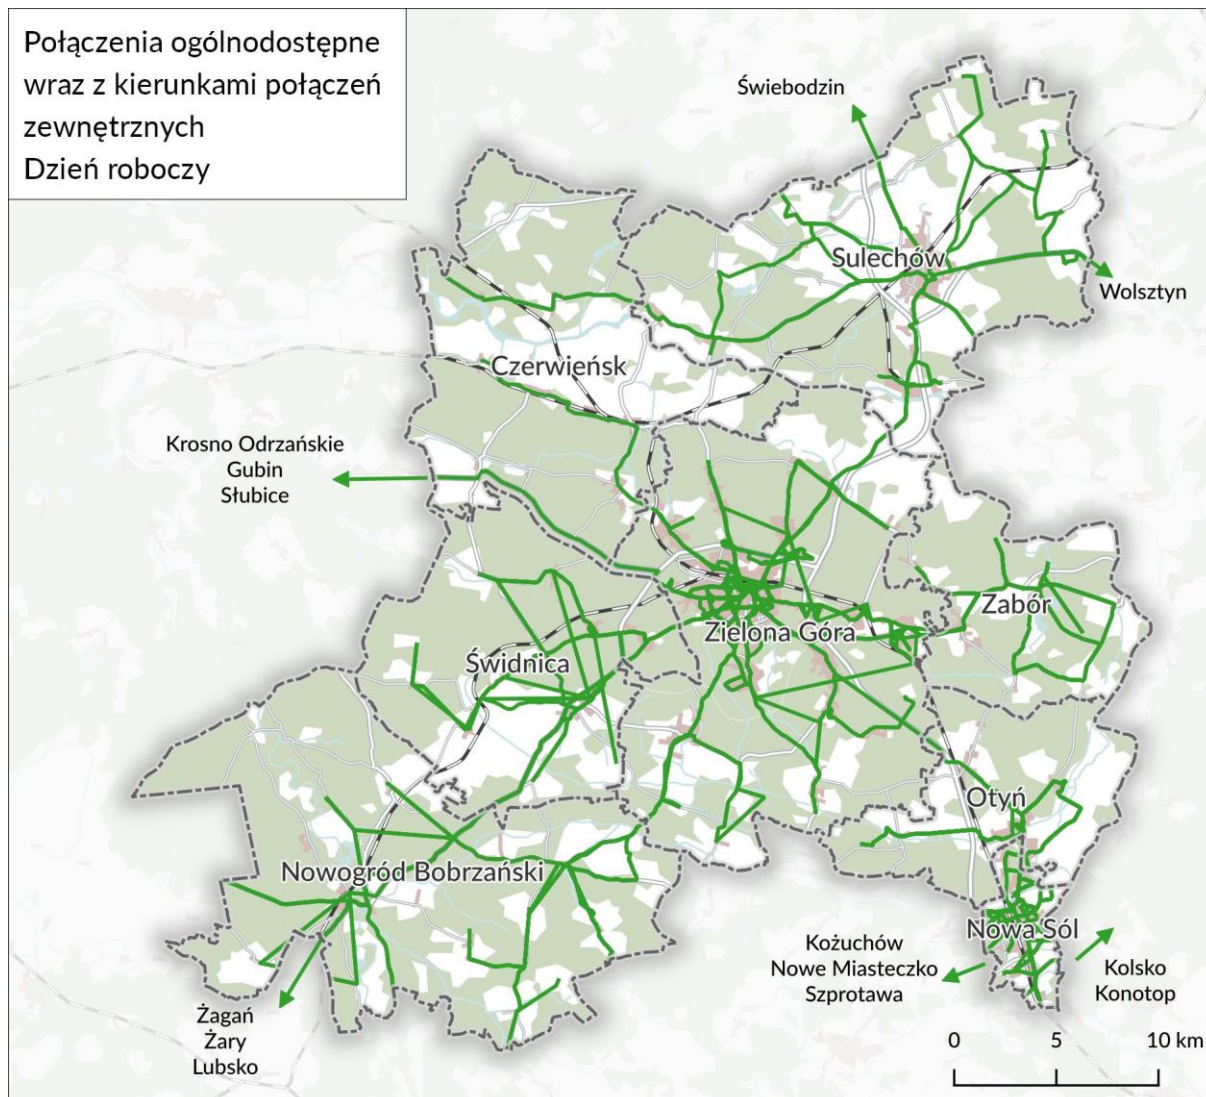 Połączenia ogólnodostępne
wraz z kierunkami połączeń
zewnętrznych
Dzień roboczy
Świebodzin
Sulechów
Wolsztyn
Czerwieńsk
Krosno Odrzańskie
Gubin
Słubice
Zabór
Zielona Góra
Świdnica
Otyń
Nowogród Bobrzański
Nowa Sól
Kożuchów
Nowe Miasteczko
Szprotawa
Kolsko
Konotop
Żagań
Żary
Lubsko
0 5 10 km